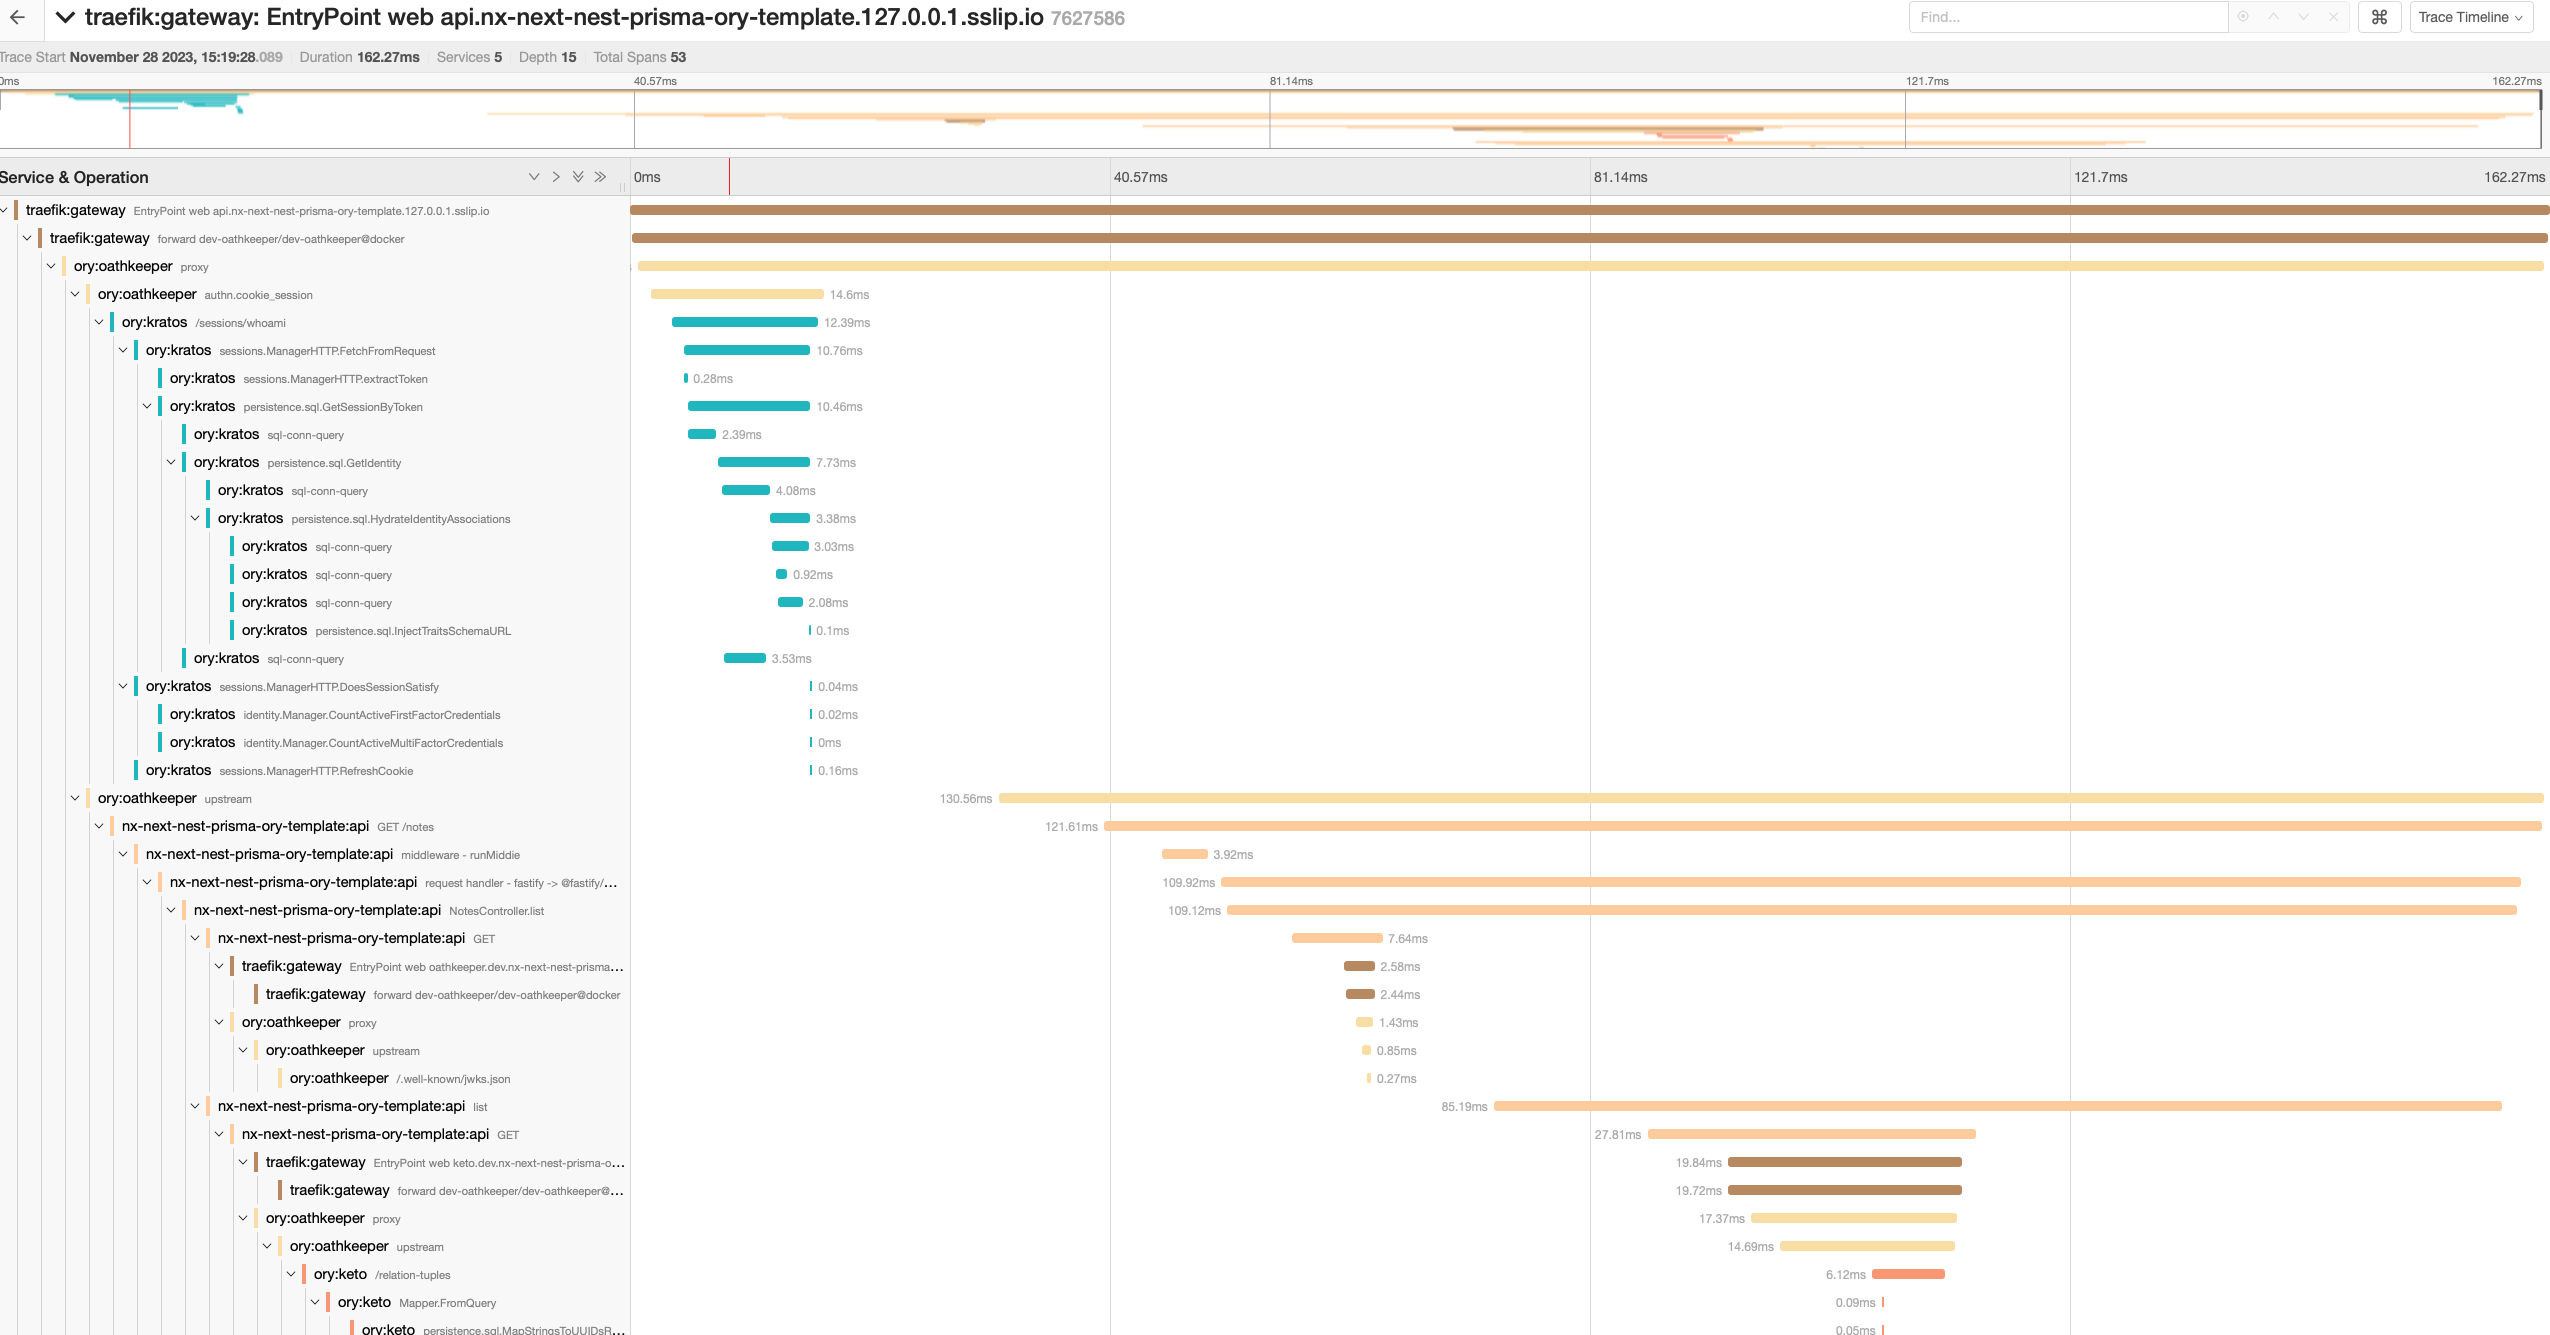 traefik:gateway: EntryPoint web api.nx-next-nest-prisma-ory-template.127.0.0.1.sslip.io 7627586 Find... ⌘ Trace Timeline
Trace Start November 28 2023, 15:19:28.089 Duration 162.27ms Services 5 Depth 15 Total Spans 53
0ms 40.57ms 81.14ms 121.7ms 162.27ms
Service & Operation 0ms 40.57ms 81.14ms 121.7ms 162.27ms
traefik:gateway EntryPoint web api.nx-next-nest-prisma-ory-template.127.0.0.1.sslip.io
traefik:gateway forward dev-oathkeeper/dev-oathkeeper@docker
ory:oathkeeper proxy
ory:oathkeeper authn.cookie_session 14.6ms
ory:kratos /sessions/whoami 12.39ms
ory:kratos sessions.ManagerHTTP.FetchFromRequest 10.76ms
ory:kratos sessions.ManagerHTTP.extractToken 0.28ms
ory:kratos persistence.sql.GetSessionByToken 10.46ms
ory:kratos sql-conn-query 2.39ms
ory:kratos persistence.sql.GetIdentity 7.73ms
ory:kratos sql-conn-query 4.08ms
ory:kratos persistence.sql.HydrateIdentityAssociations 3.38ms
ory:kratos sql-conn-query 3.03ms
ory:kratos sql-conn-query 0.92ms
ory:kratos sql-conn-query 2.08ms
ory:kratos persistence.sql.InjectTraitsSchemaURL 0.1ms
ory:kratos sql-conn-query 3.53ms
ory:kratos sessions.ManagerHTTP.DoesSessionSatisfy 0.04ms
ory:kratos identity.Manager.CountActiveFirstFactorCredentials 0.02ms
ory:kratos identity.Manager.CountActiveMultiFactorCredentials 0ms
ory:kratos sessions.ManagerHTTP.RefreshCookie 0.16ms
ory:oathkeeper upstream 130.56ms
nx-next-nest-prisma-ory-template:api GET /notes 121.61ms
nx-next-nest-prisma-ory-template:api middleware - runMiddie 3.92ms
nx-next-nest-prisma-ory-template:api request handler - fastify -> @fastify/... 109.92ms
nx-next-nest-prisma-ory-template:api NotesController.list 109.12ms
nx-next-nest-prisma-ory-template:api GET 7.64ms
traefik:gateway EntryPoint web oathkeeper.dev.nx-next-nest-prisma... 2.58ms
traefik:gateway forward dev-oathkeeper/dev-oathkeeper@docker 2.44ms
ory:oathkeeper proxy 1.43ms
ory:oathkeeper upstream 0.85ms
ory:oathkeeper /.well-known/jwks.json 0.27ms
nx-next-nest-prisma-ory-template:api list 85.19ms
nx-next-nest-prisma-ory-template:api GET 27.81ms
traefik:gateway EntryPoint web keto.dev.nx-next-nest-prisma-o... 19.84ms
traefik:gateway forward dev-oathkeeper/dev-oathkeeper@... 19.72ms
ory:oathkeeper proxy 17.37ms
ory:oathkeeper upstream 14.69ms
ory:keto /relation-tuples 6.12ms
ory:keto Mapper.FromQuery 0.09ms
ory:keto persistence.sql.MapStringsToUUIDsR... 0.05ms